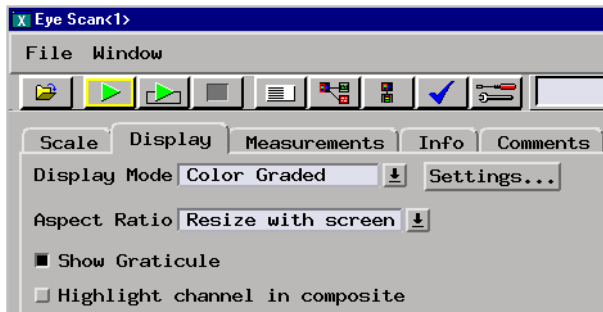 Eye Scan<1>
File Window
Scale Display Measurements Info Comments
Display Mode Color Graded Settings...
Aspect Ratio Resize with screen
Show Graticule
Highlight channel in composite